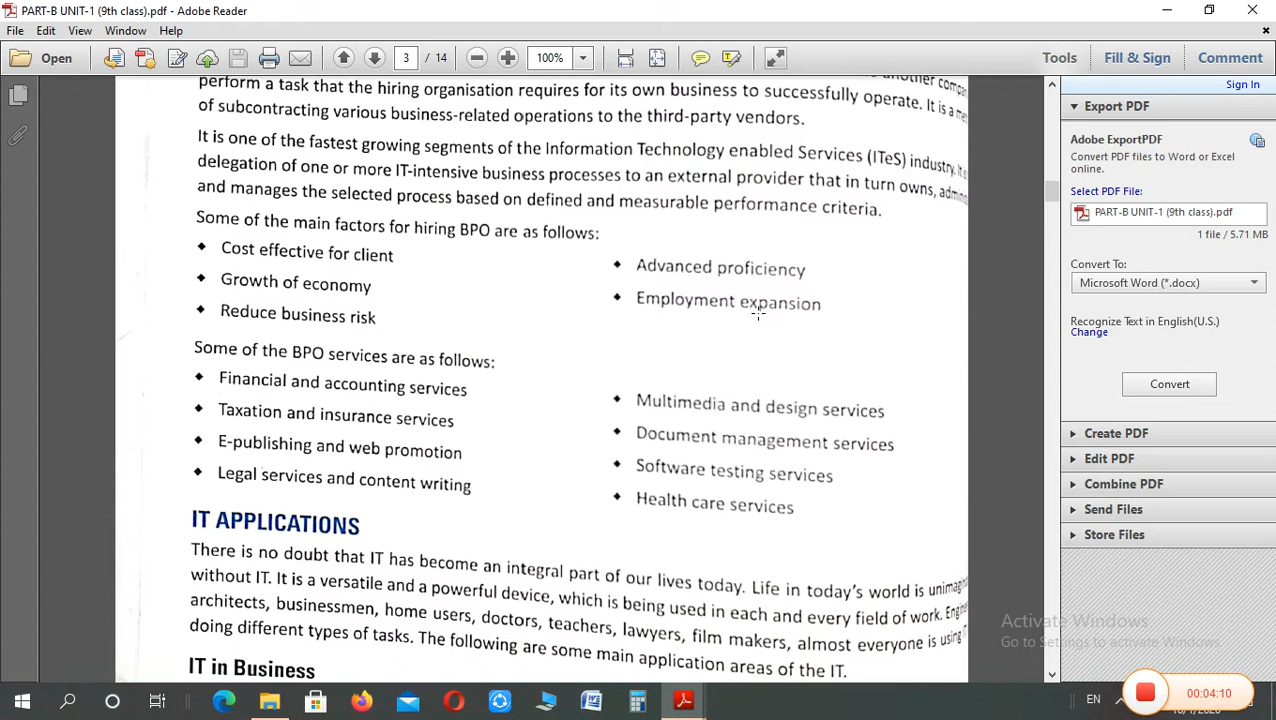 PART-B UNIT-1 (9th class).pdf - Adobe Reader
File Edit View Window Help
Open 3 / 14 100% Tools Fill & Sign Comment
perform a task that the hiring organisation requires for its own business to successfully operate. It is a
of subcontracting various business-related operations to the third-party vendors.
It is one of the fastest growing segments of the Information Technology enabled Services (ITeS) industry.
delegation of one or more IT-intensive business processes to an external provider that in turn owns,
and manages the selected process based on defined and measurable performance criteria.
Some of the main factors for hiring BPO are as follows:
Cost effective for client
Growth of economy
Reduce business risk
Advanced proficiency
Employment expansion
Some of the BPO services are as follows:
Financial and accounting services
Taxation and insurance services
E-publishing and web promotion
Legal services and content writing
Multimedia and design services
Document management services
Software testing services
Health care services
IT APPLICATIONS
There is no doubt that IT has become an integral part of our lives today. Life in today's world is
without IT. It is a versatile and a powerful device, which is being used in each and every field of work.
architects, businessmen, home users, doctors, teachers, lawyers, film makers, almost everyone is using
doing different types of tasks. The following are some main application areas of the IT.
IT in Business
Sign In
Export PDF
Adobe ExportPDF
Convert PDF files to Word or Excel
online.
Select PDF File:
PART-B UNIT-1 (9th class).pdf
1 file / 5.71 MB
Convert To:
Microsoft Word (*.docx)
Recognize Text in English(U.S.)
Change
Convert
Create PDF
Edit PDF
Combine PDF
Send Files
Store Files
Activate Windows
Go to Settings to activate Windows.
EN
00:04:10